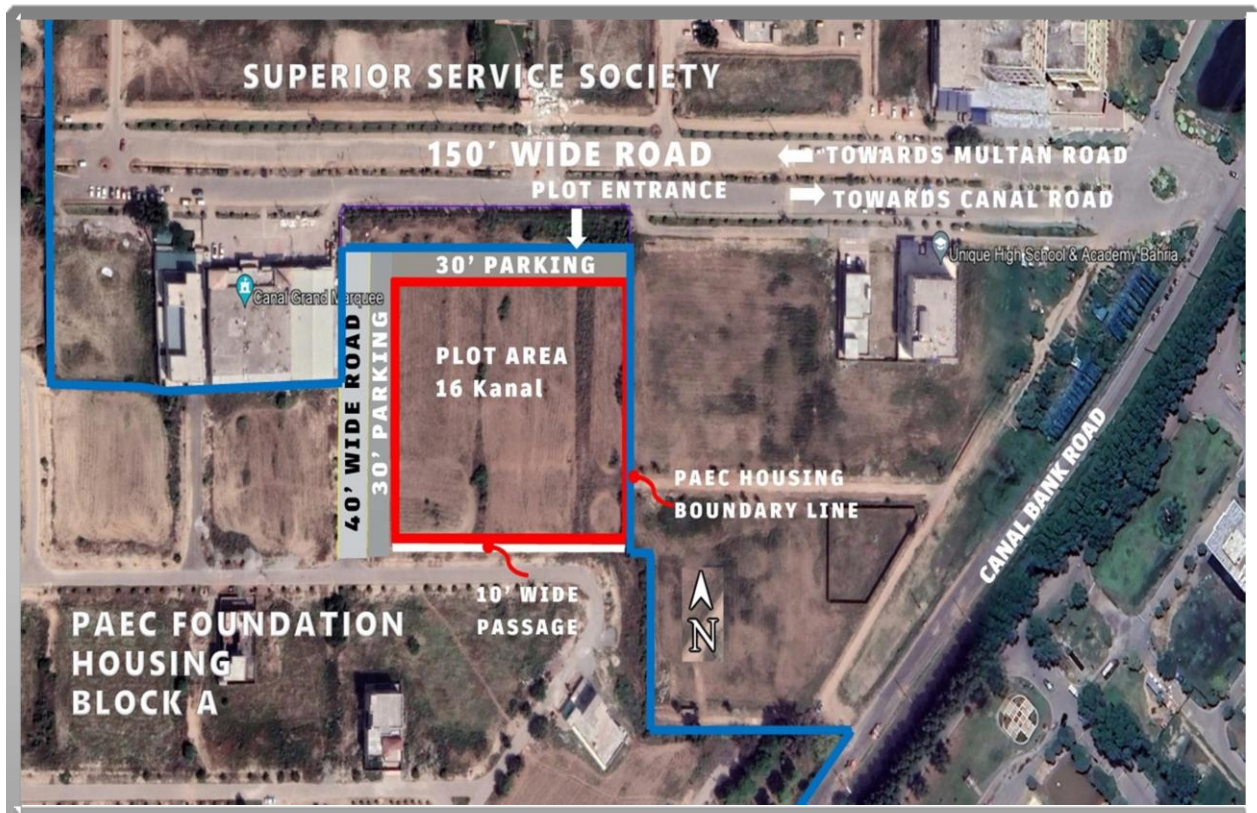 SUPERIOR SERVICE SOCIETY
150' WIDE ROAD
TOWARDS MULTAN ROAD
PLOT ENTRANCE
TOWARDS CANAL ROAD
Unique High School & Academy Bahria...
30' PARKING
Canal Grand Marquee
40' WIDE ROAD
30' PARKING
PLOT AREA
16 Kanal
PAEC HOUSING
BOUNDARY LINE
CANAL BANK ROAD
10' WIDE
PASSAGE
N
PAEC FOUNDATION
HOUSING
BLOCK A